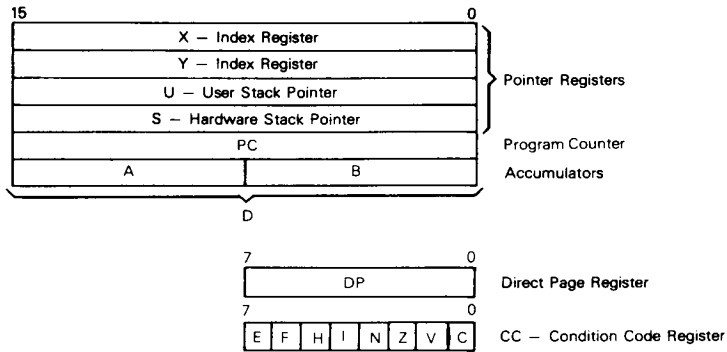 15 0
X – Index Register
Y – Index Register
U – User Stack Pointer
S – Hardware Stack Pointer
Pointer Registers
PC Program Counter
A B Accumulators
D
7 0
DP Direct Page Register
7 0
E F H I N Z V C CC – Condition Code Register